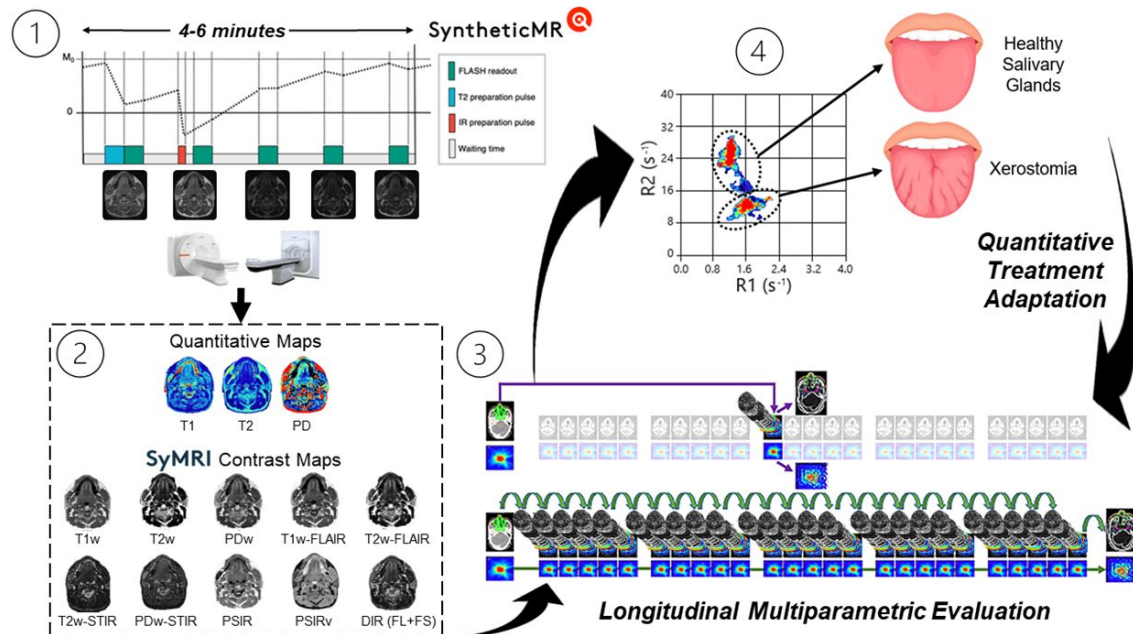 1
4-6 minutes
SyntheticMR
M0
0
FLASH readout
T2 preparation pulse
IR preparation pulse
Waiting time
2
Quantitative Maps
T1 T2 PD
SyMRI Contrast Maps
T1w T2w PDw T1w-FLAIR T2w-FLAIR
T2w-STIR PDw-STIR PSIR PSIRv DIR (FL+FS)
3
Longitudinal Multiparametric Evaluation
4
R2 (s⁻¹)
40
36
28
24
16
12
8
0
0.0 0.8 1.6 2.4 3.2 4.0
R1 (s⁻¹)
Healthy
Salivary
Glands
Xerostomia
Quantitative
Treatment
Adaptation